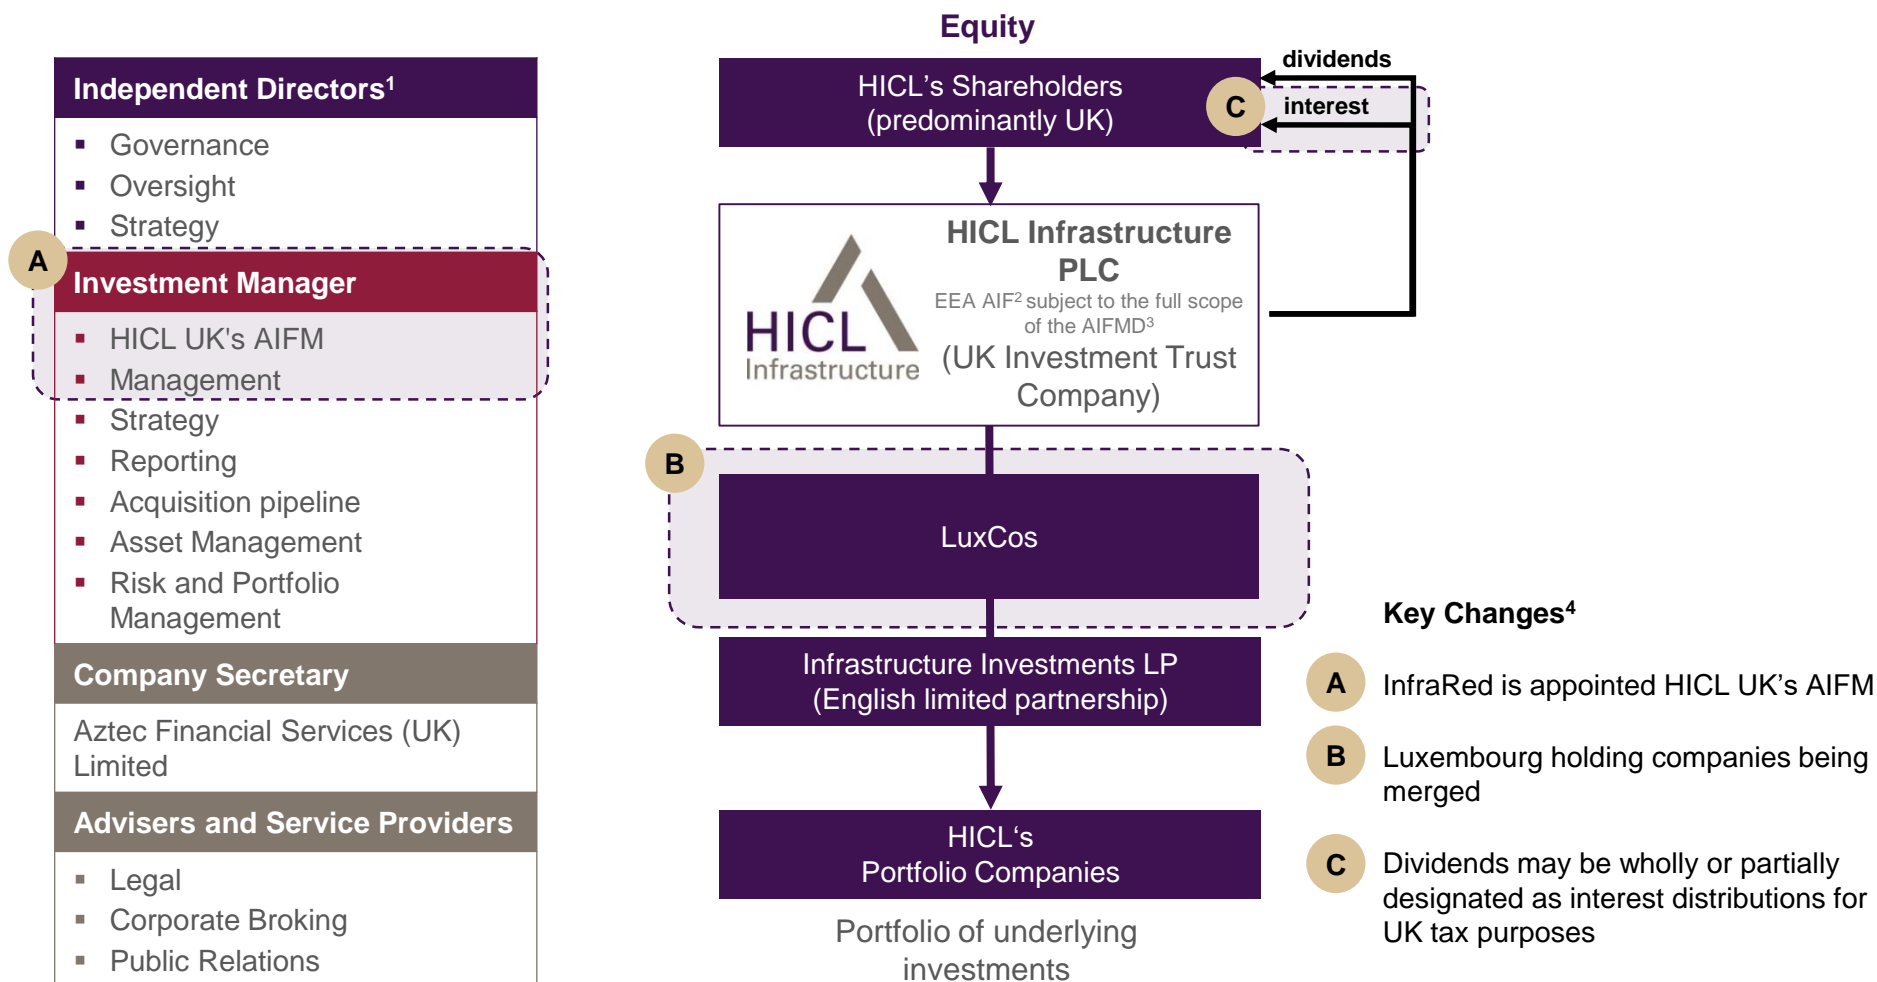 Independent Directors¹
▪ Governance
▪ Oversight
▪ Strategy
A
Investment Manager
▪ HICL UK's AIFM
▪ Management
▪ Strategy
▪ Reporting
▪ Acquisition pipeline
▪ Asset Management
▪ Risk and Portfolio
Management
Company Secretary
Aztec Financial Services (UK)
Limited
Advisers and Service Providers
▪ Legal
▪ Corporate Broking
▪ Public Relations
Equity
HICL's Shareholders
(predominantly UK)
dividends
C
interest
HICL
Infrastructure
HICL Infrastructure
PLC
EEA AIF² subject to the full scope
of the AIFMD³
(UK Investment Trust
Company)
B
LuxCos
Infrastructure Investments LP
(English limited partnership)
HICL‘s
Portfolio Companies
Portfolio of underlying
investments
Key Changes⁴
A InfraRed is appointed HICL UK’s AIFM
B Luxembourg holding companies being
merged
C Dividends may be wholly or partially
designated as interest distributions for
UK tax purposes